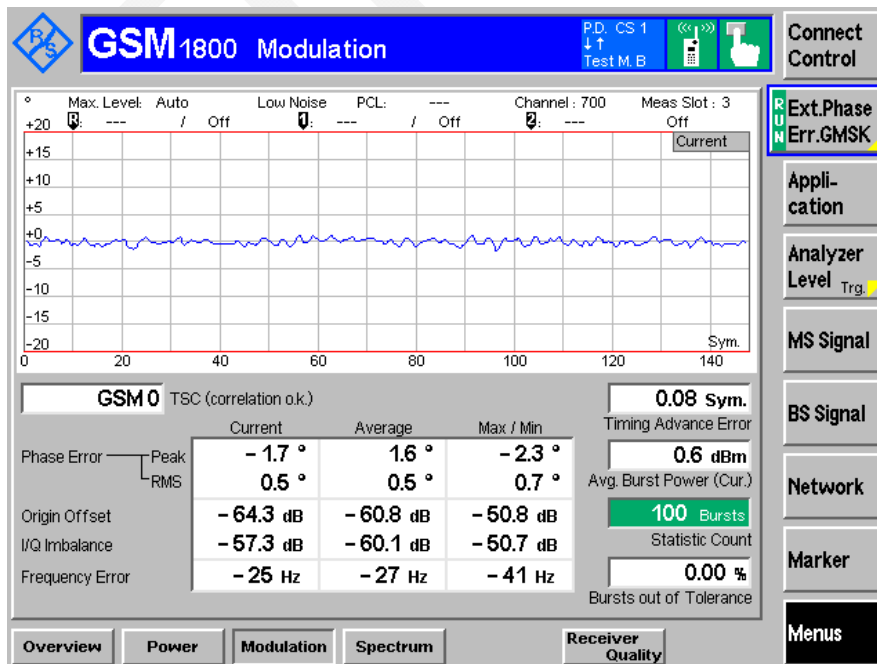 R&S
GSM1800 Modulation
P.D. CS 1
Test M. B
Connect Control
° Max. Level: Auto Low Noise PCL: --- Channel : 700 Meas Slot : 3
R: --- / Off 1: --- / Off 2: --- Off
Current
+20
+15
+10
+5
+0
-5
-10
-15
-20
Sym.
0 20 40 60 80 100 120 140
RUN
Ext.Phase Err.GMSK
Appli-
cation
Analyzer Level Trg.
MS Signal
BS Signal
Network
Marker
Menus
GSM 0 TSC (correlation o.k.)
0.08 Sym.
Timing Advance Error
Current Average Max / Min
Phase Error Peak - 1.7 ° 1.6 ° - 2.3 °
RMS 0.5 ° 0.5 ° 0.7 °
Origin Offset - 64.3 dB - 60.8 dB - 50.8 dB
I/Q Imbalance - 57.3 dB - 60.1 dB - 50.7 dB
Frequency Error - 25 Hz - 27 Hz - 41 Hz
0.6 dBm
Avg. Burst Power (Cur.)
100 Bursts
Statistic Count
0.00 %
Bursts out of Tolerance
Overview Power Modulation Spectrum Receiver Quality